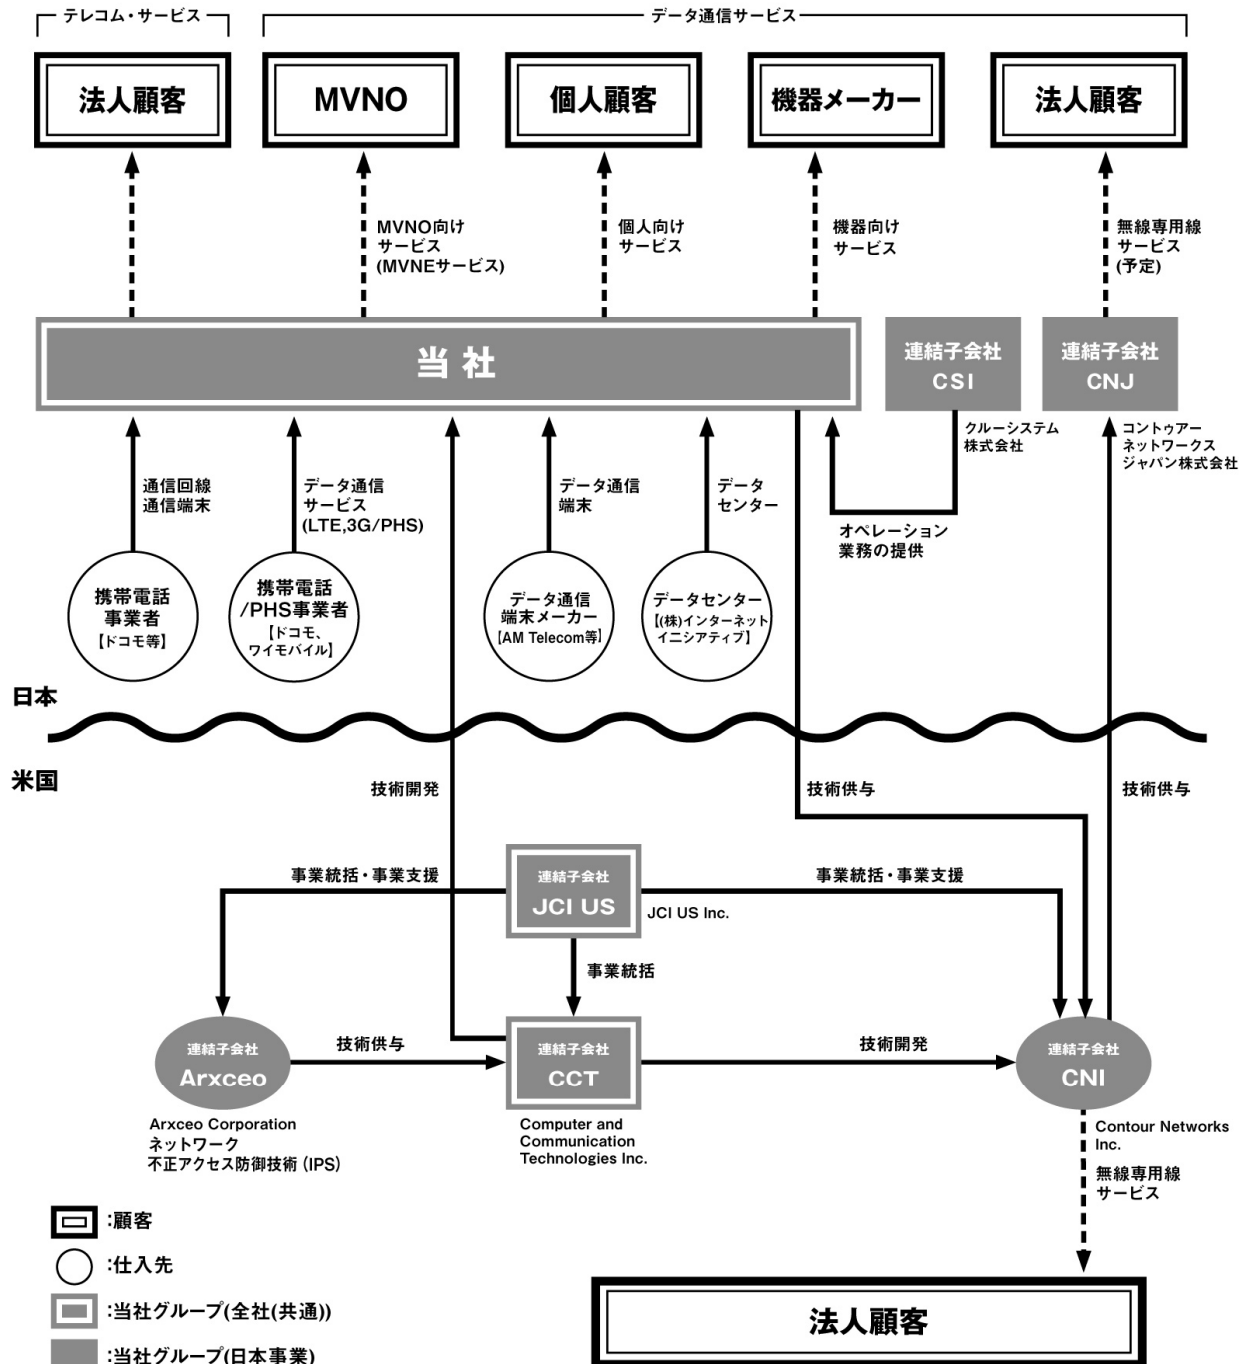 テレコム・サービス
データ通信サービス
法人顧客
MVNO
個人顧客
機器メーカー
法人顧客
MVNO向け
サービス
(MVNEサービス)
個人向け
サービス
機器向け
サービス
無線専用線
サービス
(予定)
当社
連結子会社
CSI
連結子会社
CNJ
クルーシステム
株式会社
コントゥアー
ネットワークス
ジャパン株式会社
通信回線
通信端末
データ通信
サービス
(LTE,3G/PHS)
データ通信
端末
データ
センター
オペレーション
業務の提供
携帯電話
事業者
【ドコモ等】
携帯電話
/PHS事業者
【ドコモ、
ワイモバイル】
データ通信
端末メーカー
【AM Telecom等】
データセンター
【(株)インターネット
イニシアティブ】
日本
米国
技術開発
技術供与
技術供与
事業統括・事業支援
連結子会社
JCI US
JCI US Inc.
事業統括・事業支援
事業統括
連結子会社
Arxceo
技術供与
連結子会社
CCT
技術開発
連結子会社
CNI
Arxceo Corporation
ネットワーク
不正アクセス防御技術（IPS）
Computer and
Communication
Technologies Inc.
Contour Networks
Inc.
無線専用線
サービス
:顧客
:仕入先
:当社グループ(全社(共通))
:当社グループ(日本事業)
法人顧客